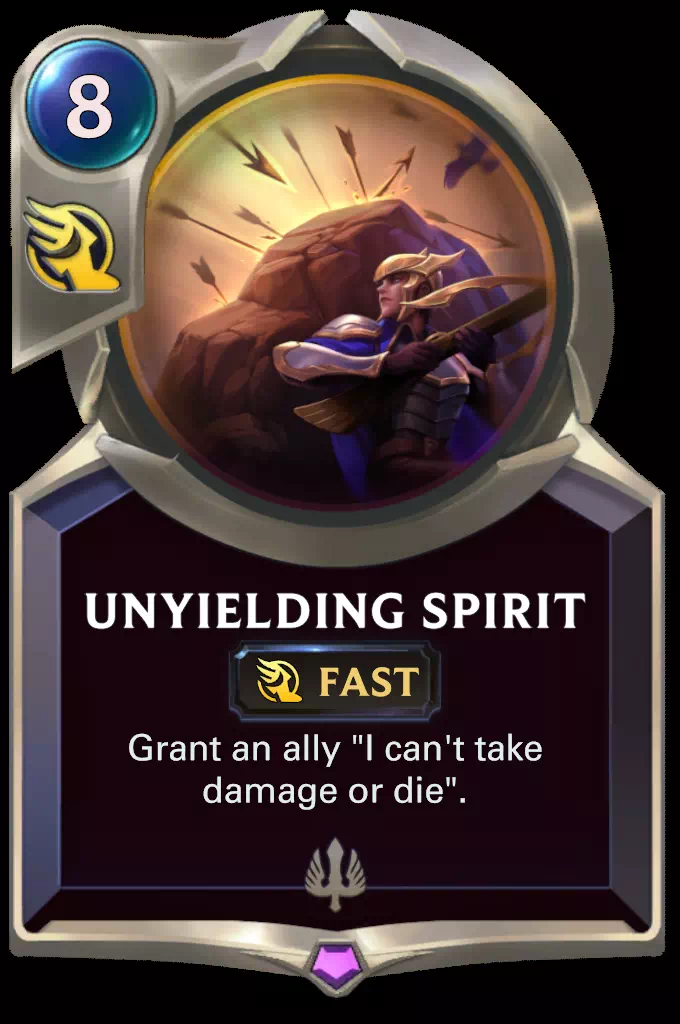 8
UNYIELDING SPIRIT
FAST
Grant an ally "I can't take
damage or die".